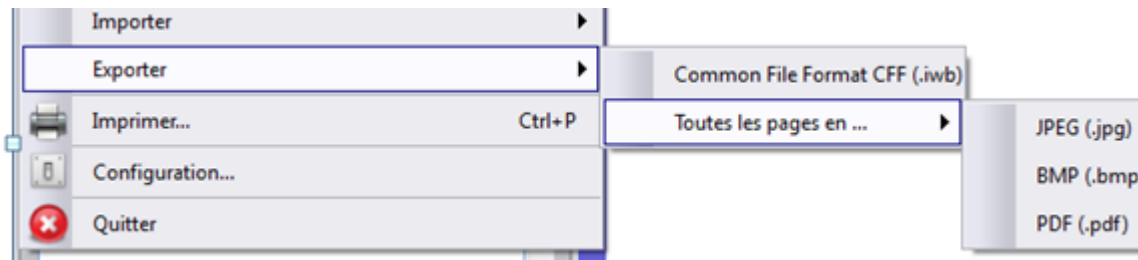 Importer
Exporter
Imprimer... Ctrl+P
Configuration...
Quitter
Common File Format CFF (.iwb)
Toutes les pages en ...
JPEG (.jpg)
BMP (.bmp
PDF (.pdf)